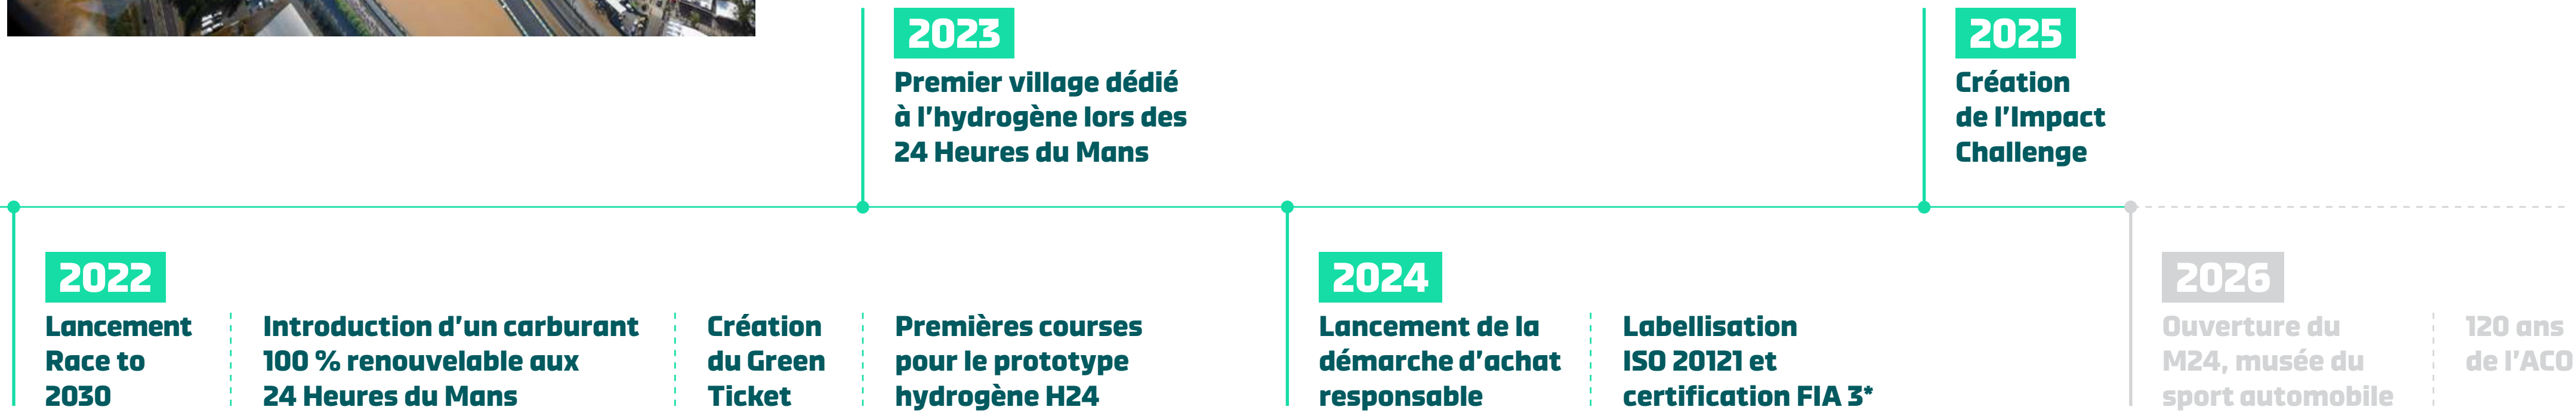 2023
Premier village dédié
à l'hydrogène lors des
24 Heures du Mans
2025
Création
de l'Impact
Challenge
2022
Lancement
Race to
2030
Introduction d'un carburant
100 % renouvelable aux
24 Heures du Mans
Création
du Green
Ticket
Premières courses
pour le prototype
hydrogène H24
2024
Lancement de la
démarche d'achat
responsable
Labellisation
ISO 20121 et
certification FIA 3*
2026
Ouverture du
M24, musée du
sport automobile
120 ans
de l'ACO